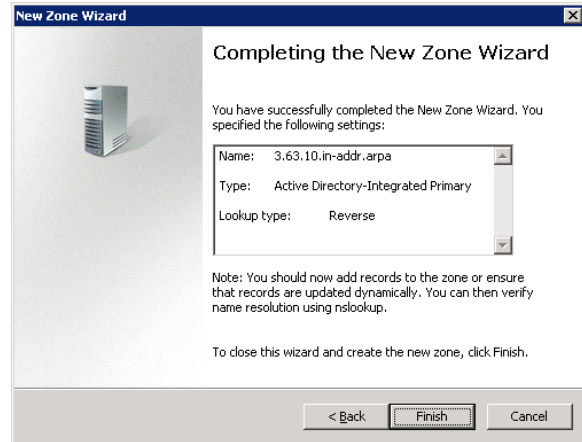 New Zone Wizard
Completing the New Zone Wizard
You have successfully completed the New Zone Wizard. You
specified the following settings:
Name: 3.63.10.in-addr.arpa
Type: Active Directory-Integrated Primary
Lookup type: Reverse
Note: You should now add records to the zone or ensure
that records are updated dynamically. You can then verify
name resolution using nslookup.
To close this wizard and create the new zone, click Finish.
< Back Finish Cancel